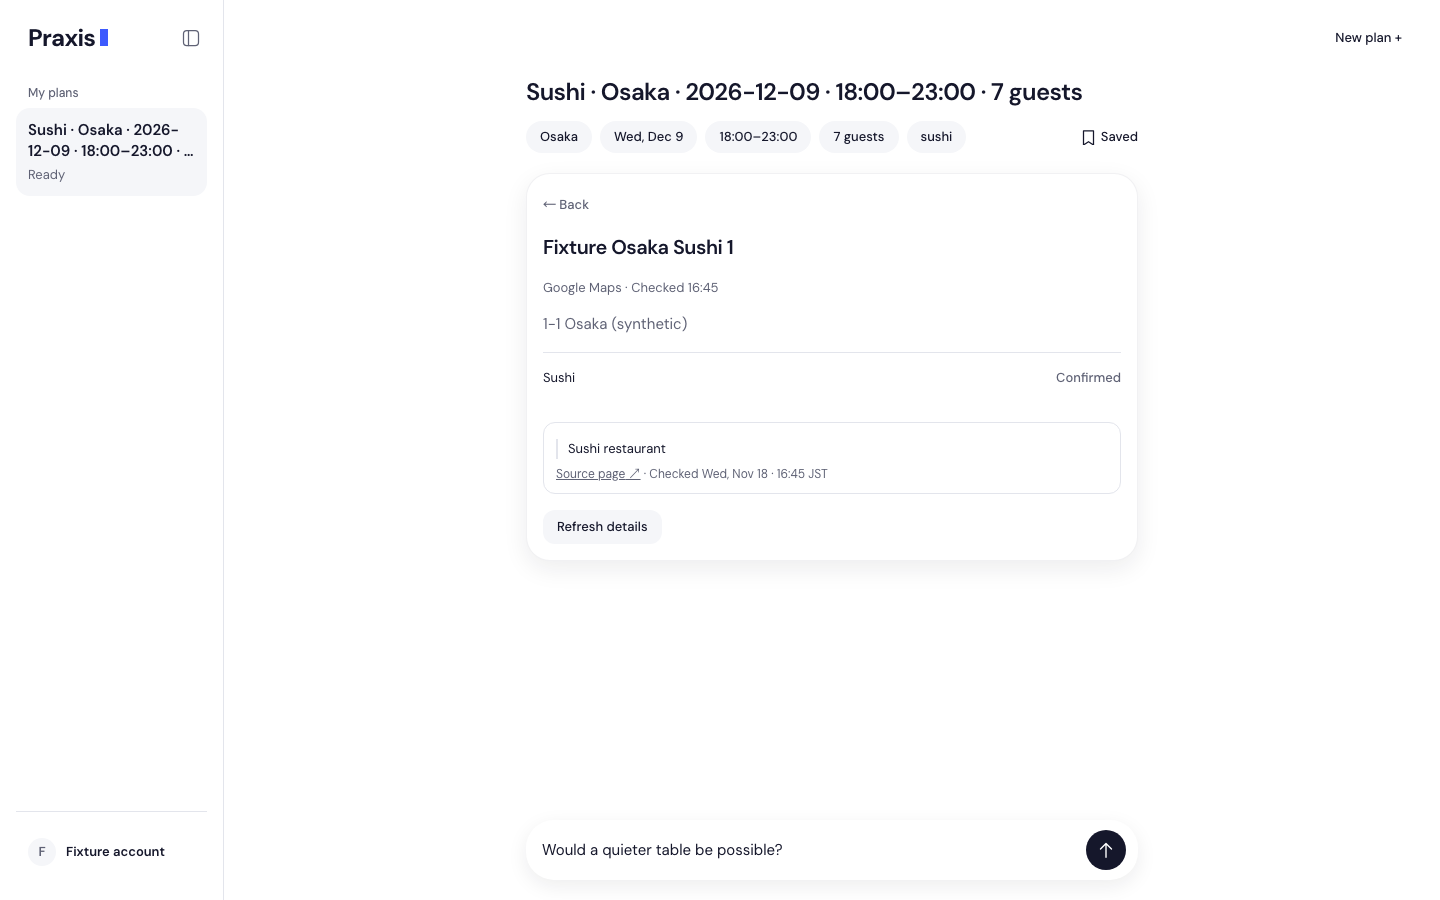 Praxis
My plans
Sushi · Osaka · 2026-
12-09 · 18:00–23:00 · ...
Ready
Fixture account
F
New plan +
Sushi · Osaka · 2026-12-09 · 18:00–23:00 · 7 guests
Osaka
Wed, Dec 9
18:00–23:00
7 guests
sushi
Saved
← Back
Fixture Osaka Sushi 1
Google Maps · Checked 16:45
1-1 Osaka (synthetic)
Sushi
Confirmed
Sushi restaurant
Source page ↗ · Checked Wed, Nov 18 · 16:45 JST
Refresh details
Would a quieter table be possible?